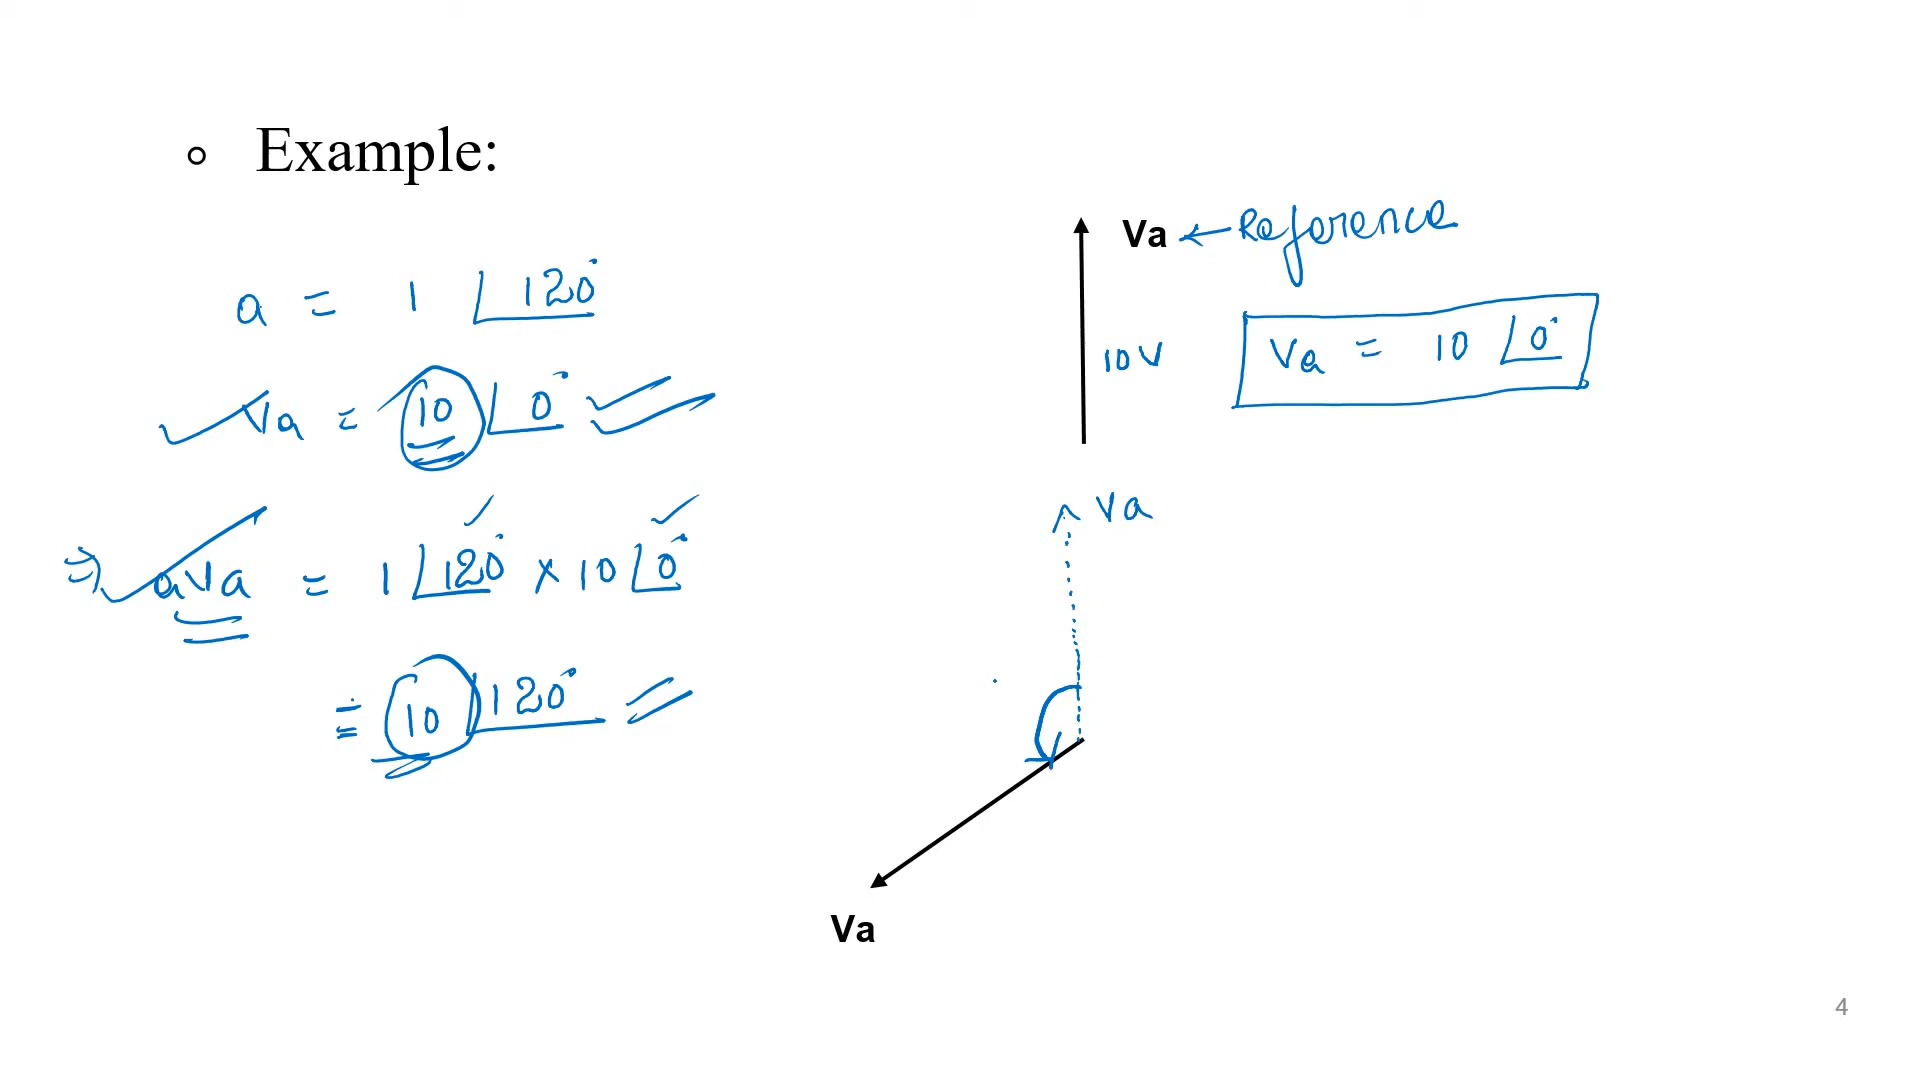 Example:
a = 1 ∠120°
Va = 10 ∠0°
⇒ aVa = 1 ∠120° × 10 ∠0°
= 10 ∠120°
Va ← Reference
10V
Va = 10 ∠0°
Va
Va
4